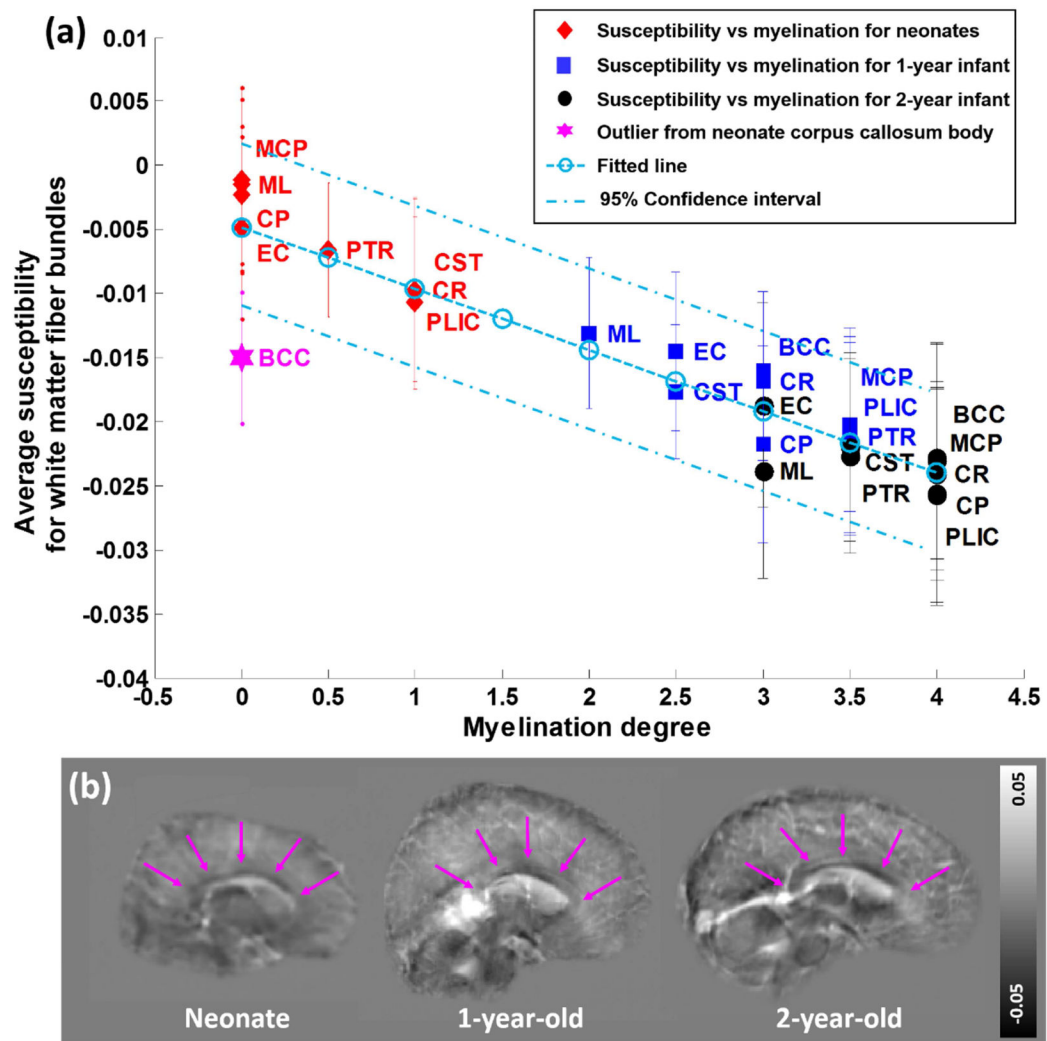 (a)
0.01
0.005
0
-0.005
-0.01
-0.015
-0.02
-0.025
-0.03
-0.035
-0.04
Average susceptibility
for white matter fiber bundles
Susceptibility vs myelination for neonates
Susceptibility vs myelination for 1-year infant
Susceptibility vs myelination for 2-year infant
Outlier from neonate corpus callosum body
Fitted line
95% Confidence interval
MCP
ML
CP
EC
BCC
PTR
CST
CR
PLIC
ML
EC
CST
BCC
CR
EC
CP
ML
MCP
PLIC
PTR
CST
PTR
BCC
MCP
CR
CP
PLIC
-0.5
0
0.5
1
1.5
2
2.5
3
3.5
4
4.5
Myelination degree
(b)
0.05
-0.05
Neonate
1-year-old
2-year-old